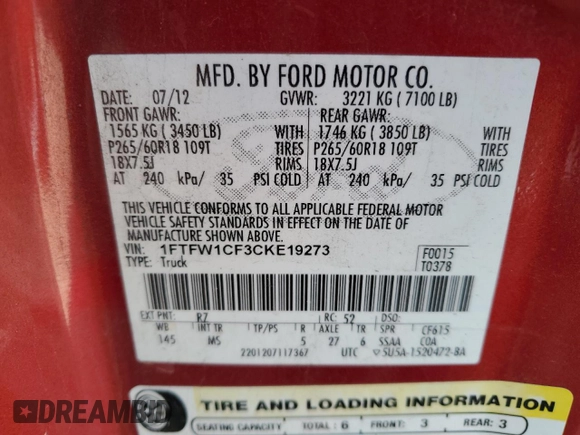 MFD. BY FORD MOTOR CO.
DATE: 07/12 GVWR: 3221 KG ( 7100 LB)
FRONT GAWR: REAR GAWR:
1565 KG ( 3450 LB) WITH 1746 KG ( 3850 LB) WITH
P265/60R18 109T TIRES P265/60R18 109T TIRES
18X7.5J RIMS 18X7.5J RIMS
AT 240 kPa/ 35 PSI COLD AT 240 kPa/ 35 PSI COLD
THIS VEHICLE CONFORMS TO ALL APPLICABLE FEDERAL MOTOR
VEHICLE SAFETY STANDARDS IN EFFECT ON THE DATE OF
MANUFACTURE SHOWN ABOVE.
VIN: 1FTFW1CF3CKE19273 F0015
TYPE: Truck T0378
EXT PNT: RZ RC: 52 DSO:
WB INT TR TP/PS R AXLE TR SPR CF615
145 MS 5 27 6 SSAA COA
2201207117367 UTC 5U5A-1520472-BA
TIRE AND LOADING INFORMATION
SEATING CAPACITY TOTAL : 6 FRONT: 3 REAR: 3
DREAMBID